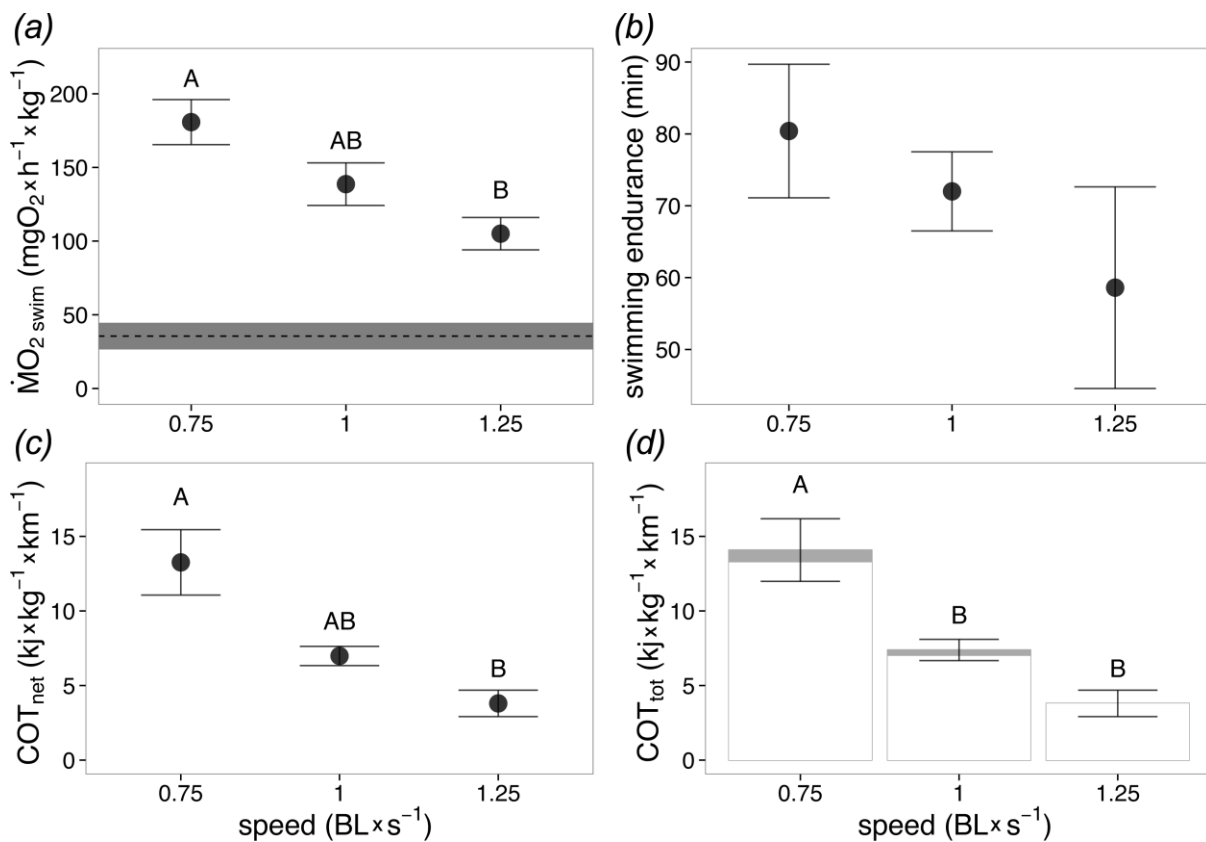 (a)
ṀO₂ swim (mgO₂×h⁻¹×kg⁻¹)
200
150
100
50
0
A
AB
B
0.75 1 1.25
(b)
swimming endurance (min)
90
80
70
60
50
0.75 1 1.25
(c)
COTnet (kj×kg⁻¹×km⁻¹)
15
10
5
0
A
AB
B
0.75 1 1.25
speed (BL×s⁻¹)
(d)
COTtot (kj×kg⁻¹×km⁻¹)
15
10
5
0
A
B
B
0.75 1 1.25
speed (BL×s⁻¹)